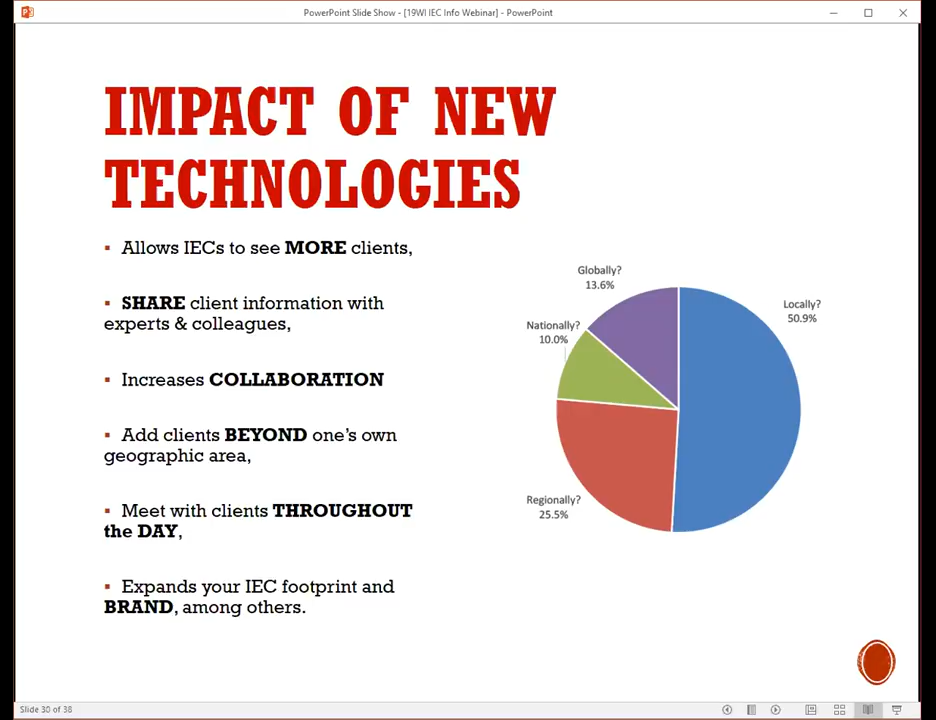 PowerPoint Slide Show - [19WI IEC Info Webinar] - PowerPoint
IMPACT OF NEW
TECHNOLOGIES
▪ Allows IECs to see MORE clients,
▪ SHARE client information with
experts & colleagues,
▪ Increases COLLABORATION
▪ Add clients BEYOND one's own
geographic area,
▪ Meet with clients THROUGHOUT
the DAY,
▪ Expands your IEC footprint and
BRAND, among others.
Globally?
13.6%
Locally?
50.9%
Nationally?
10.0%
Regionally?
25.5%
Slide 30 of 38